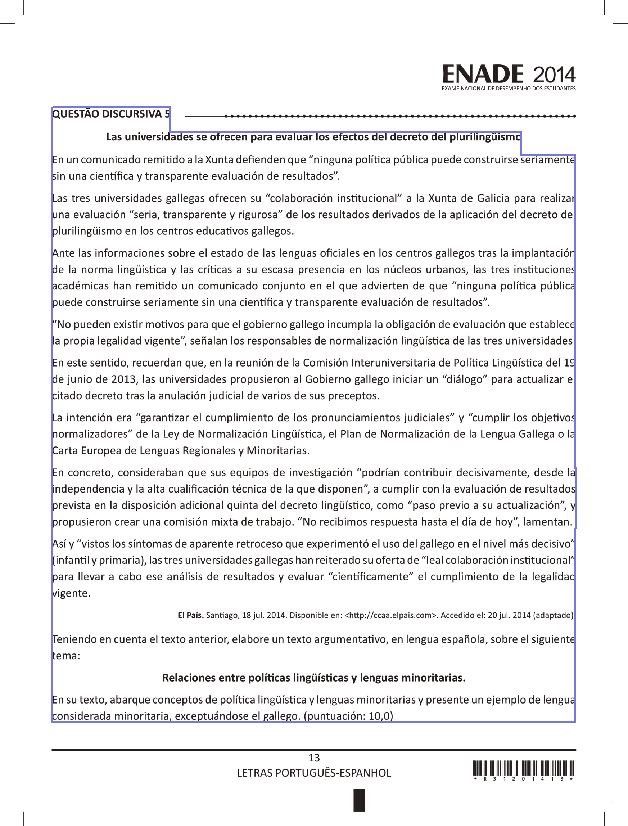 ENADE 2014
EXAME NACIONAL DE DESEMPENHO DOS ESTUDANTES
QUESTÃO DISCURSIVA 5
Las universidades se ofrecen para evaluar los efectos del decreto del plurilingüismo
En un comunicado remitido a la Xunta defienden que “ninguna política pública puede construirse seriamente
sin una científica y transparente evaluación de resultados”.
Las tres universidades gallegas ofrecen su “colaboración institucional” a la Xunta de Galicia para realizar
una evaluación “seria, transparente y rigurosa” de los resultados derivados de la aplicación del decreto de
plurilingüismo en los centros educativos gallegos.
Ante las informaciones sobre el estado de las lenguas oficiales en los centros gallegos tras la implantación
de la norma lingüística y las críticas a su escasa presencia en los núcleos urbanos, las tres instituciones
académicas han remitido un comunicado conjunto en el que advierten de que “ninguna política pública
puede construirse seriamente sin una científica y transparente evaluación de resultados”.
“No pueden existir motivos para que el gobierno gallego incumpla la obligación de evaluación que establece
la propia legalidad vigente”, señalan los responsables de normalización lingüística de las tres universidades
En este sentido, recuerdan que, en la reunión de la Comisión Interuniversitaria de Política Lingüística del 19
de junio de 2013, las universidades propusieron al Gobierno gallego iniciar un “diálogo” para actualizar e
citado decreto tras la anulación judicial de varios de sus preceptos.
La intención era “garantizar el cumplimiento de los pronunciamientos judiciales” y “cumplir los objetivos
normalizadores” de la Ley de Normalización Lingüística, el Plan de Normalización de la Lengua Gallega o la
Carta Europea de Lenguas Regionales y Minoritarias.
En concreto, consideraban que sus equipos de investigación “podrían contribuir decisivamente, desde la
independencia y la alta cualificación técnica de la que disponen”, a cumplir con la evaluación de resultados
prevista en la disposición adicional quinta del decreto lingüístico, como “paso previo a su actualización”, y
propusieron crear una comisión mixta de trabajo. “No recibimos respuesta hasta el día de hoy”, lamentan.
Así y “vistos los síntomas de aparente retroceso que experimentó el uso del gallego en el nivel más decisivo”
(infantil y primaria), las tres universidades gallegas han reiterado su oferta de “leal colaboración institucional”
para llevar a cabo ese análisis de resultados y evaluar “científicamente” el cumplimiento de la legalidad
vigente.
El País. Santiago, 18 jul. 2014. Disponible en: <http://ccaa.elpais.com>. Accedido el: 20 jul. 2014 (adaptado)
Teniendo en cuenta el texto anterior, elabore un texto argumentativo, en lengua española, sobre el siguiente
tema:
Relaciones entre políticas lingüísticas y lenguas minoritarias.
En su texto, abarque conceptos de política lingüística y lenguas minoritarias y presente un ejemplo de lengua
considerada minoritaria, exceptuándose el gallego. (puntuación: 10,0)
13
LETRAS PORTUGUÊS-ESPANHOL